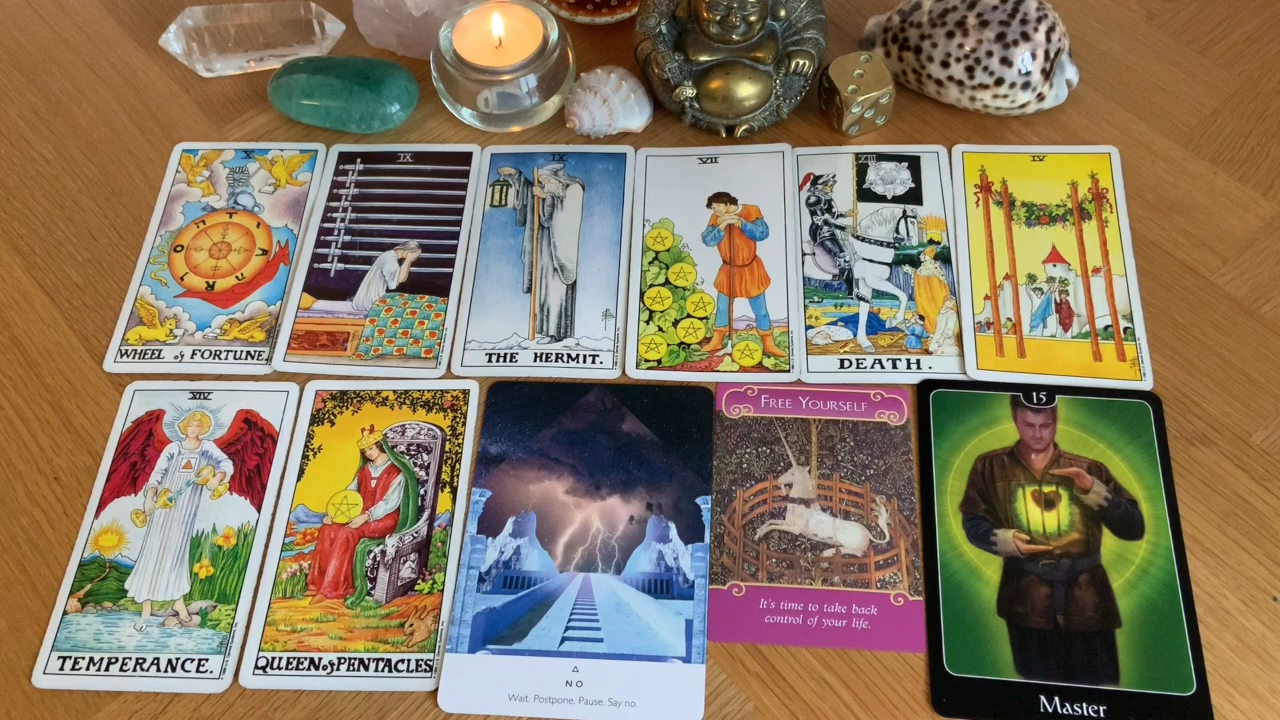 X
WHEEL of FORTUNE.
IX
IX
THE HERMIT.
VII
XIII
DEATH.
IV
XIV
TEMPERANCE.
QUEEN of PENTACLES
NO
Wait. Postpone. Pause. Say no.
FREE YOURSELF
It's time to take back
control of your life.
15
Master